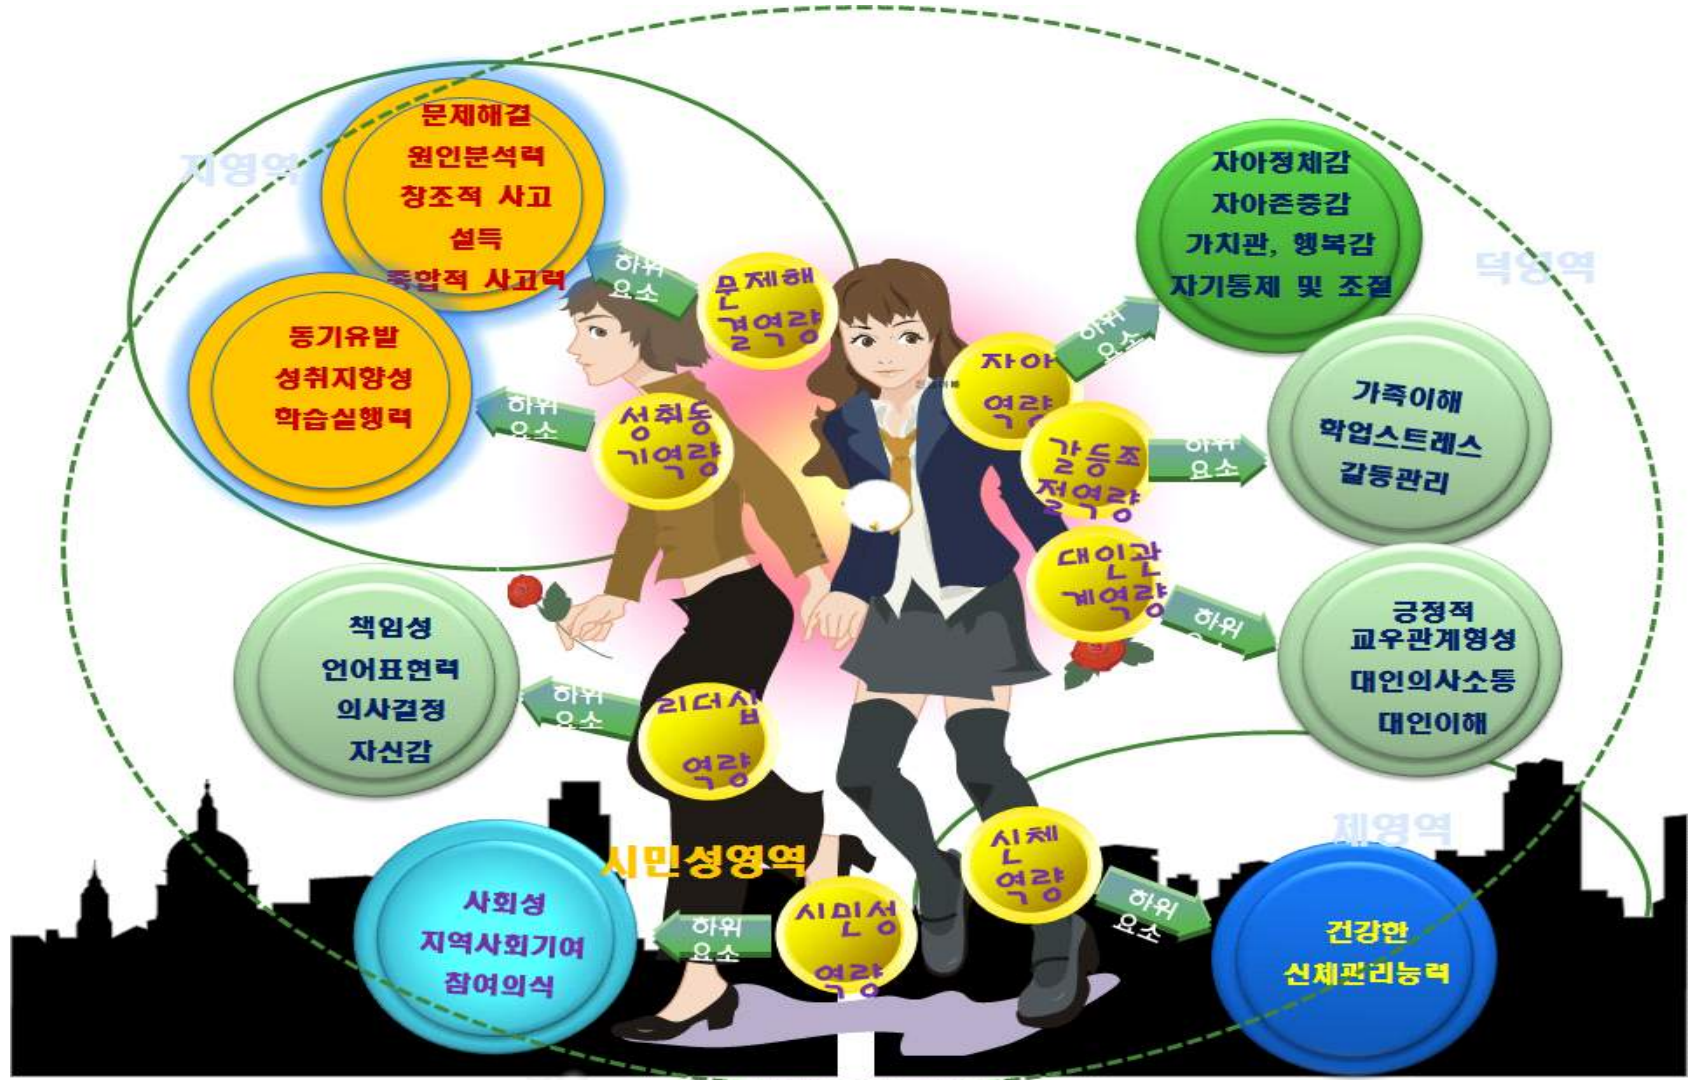 지영역
문제해결
원인분석력
창조적 사고
설득
종합적 사고력
동기유발
성취지향성
학습실행력
하위
요소
문제해
결역량
하위
요소
성취동
기역량
자아정체감
자아존중감
가치관, 행복감
자기통제 및 조절
덕영역
하위
요소
자아
역량
가족이해
학업스트레스
갈등관리
하위
요소
갈등조
절역량
긍정적
교우관계형성
대인의사소통
대인이해
하위
대인관
계역량
책임성
언어표현력
의사결정
자신감
하위
요소
리더십
역량
시민성영역
사회성
지역사회기여
참여의식
하위
요소
시민성
역량
체영역
신체
역량
하위
요소
건강한
신체관리능력